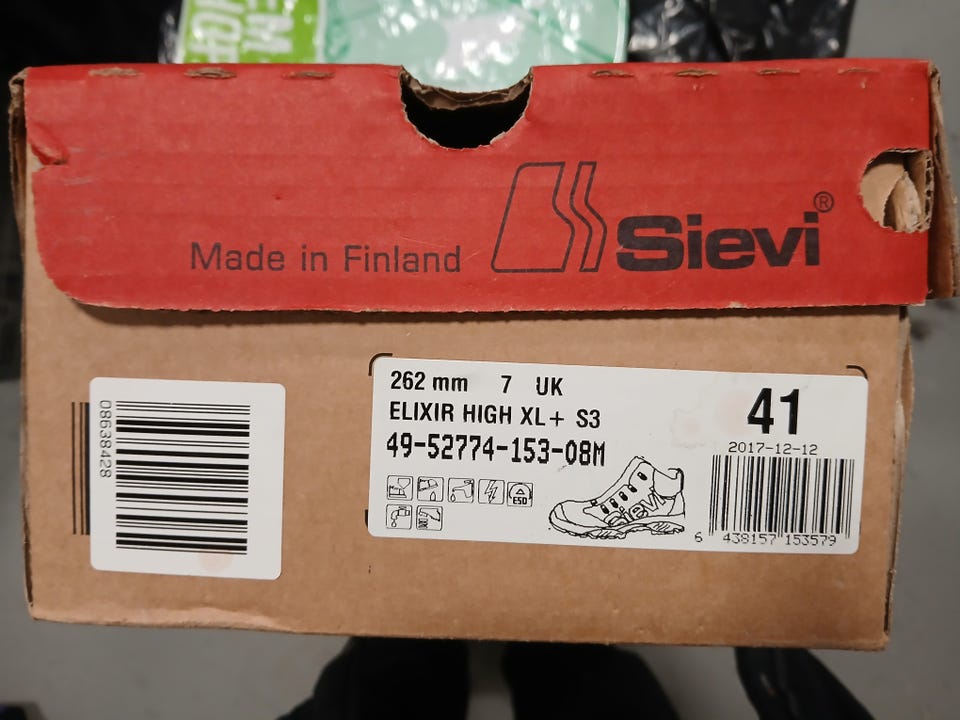 Made in Finland
Sievi®
08638428
262 mm 7 UK
ELIXIR HIGH XL+ S3
49-52774-153-08M
41
2017-12-12
ESD
sievi
6 438157 153579